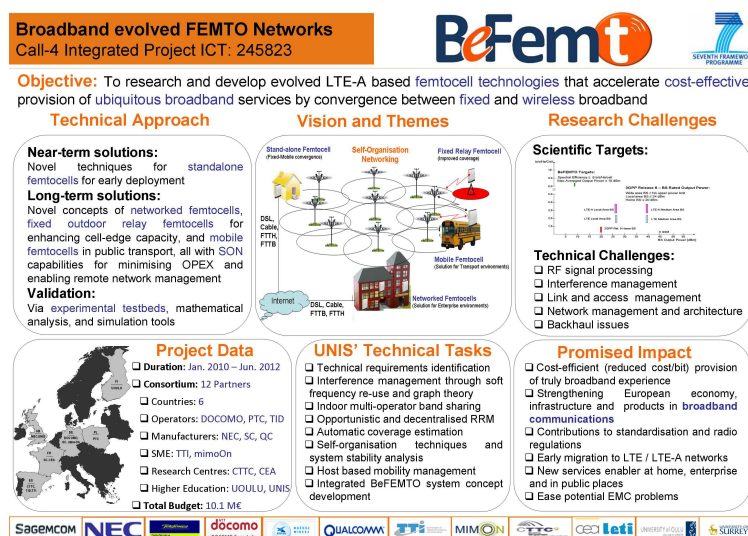 Broadband evolved FEMTO Networks
Call-4 Integrated Project ICT: 245823
BeFemto
7
SEVENTH FRAMEWORK
PROGRAMME
Objective: To research and develop evolved LTE-A based femtocell technologies that accelerate cost-effective
provision of ubiquitous broadband services by convergence between fixed and wireless broadband
Technical Approach
Near-term solutions:
Novel techniques for standalone
femtocells for early deployment
Long-term solutions:
Novel concepts of networked femtocells,
fixed outdoor relay femtocells for
enhancing cell-edge capacity, and mobile
femtocells in public transport, all with SON
capabilities for minimising OPEX and
enabling remote network management
Validation:
Via experimental testbeds, mathematical
analysis, and simulation tools
Vision and Themes
Stand-alone Femtocell
(Fixed-Mobile convergence)
Self-Organisation
Networking
Fixed Relay Femtocell
(Improved coverage)
DSL,
Cable,
FTTH,
FTTB
Mobile Femtocell
(Solution for Transport environments)
Internet
DSL, Cable,
FTTB, FTTH
Networked Femtocells
(Solution for Enterprise environments)
Research Challenges
Scientific Targets:
BeFEMTO Targets:
Technical Challenges:
❑ RF signal processing
❑ Interference management
❑ Link and access management
❑ Network management and architecture
❑ Backhaul issues
Project Data
❑ Duration: Jan. 2010 – Jun. 2012
❑ Consortium: 12 Partners
❑ Countries: 6
❑ Operators: DOCOMO, PTC, TID
❑ Manufacturers: NEC, SC, QC
❑ SME: TTI, mimoOn
❑ Research Centres: CTTC, CEA
❑ Higher Education: UOULU, UNIS
❑ Total Budget: 10.1 M€
UNIS' Technical Tasks
❑ Technical requirements identification
❑ Interference management through soft
frequency re-use and graph theory
❑ Indoor multi-operator band sharing
❑ Opportunistic and decentralised RRM
❑ Automatic coverage estimation
❑ Self-organisation techniques and
system stability analysis
❑ Host based mobility management
❑ Integrated BeFEMTO system concept
development
Promised Impact
❑ Cost-efficient (reduced cost/bit) provision
of truly broadband experience
❑ Strengthening European economy,
infrastructure and products in broadband
communications
❑ Contributions to standardisation and radio
regulations
❑ Early migration to LTE / LTE-A networks
❑ New services enabler at home, enterprise
and in public places
❑ Ease potential EMC problems
SAGEMCOM
NEC
Telefónica
döcomo
QUALCOMM
TTi
MIMON
CTTC
cea leti
UNIVERSITY of OULU
UNIVERSITY OF
SURREY